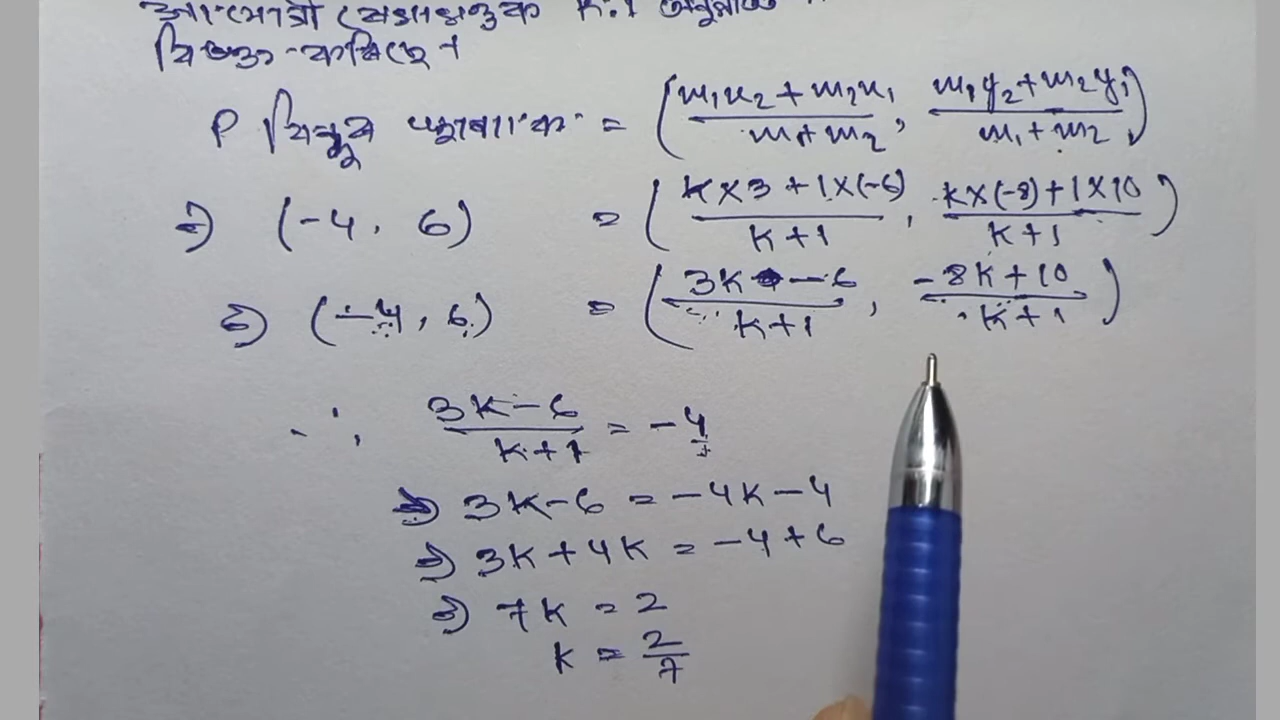 K:1
P বিন্দুৰ স্থানাংক = (m₁x₂ + m₂x₁ / m₁+m₂, m₁y₂ + m₂y₁ / m₁+m₂)
⇒ (-4, 6) = (K×3 + 1×(-6) / K+1, K×(-8)+1×10 / K+1)
⇒ (-4, 6) = (3K - 6 / K+1, -8K+10 / K+1)
∴ 3K-6 / K+1 = -4
⇒ 3K-6 = -4K-4
⇒ 3K+4K = -4+6
⇒ 7K = 2
K = 2/7